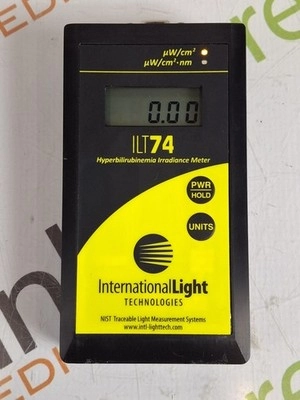 µW/cm²
µW/cm²·nm
0.00
ILT74
Hyperbilirubinemia Irradiance Meter
PWR
HOLD
UNITS
InternationalLight
TECHNOLOGIES
NIST Traceable Light Measurement Systems
www.intl-lighttech.com